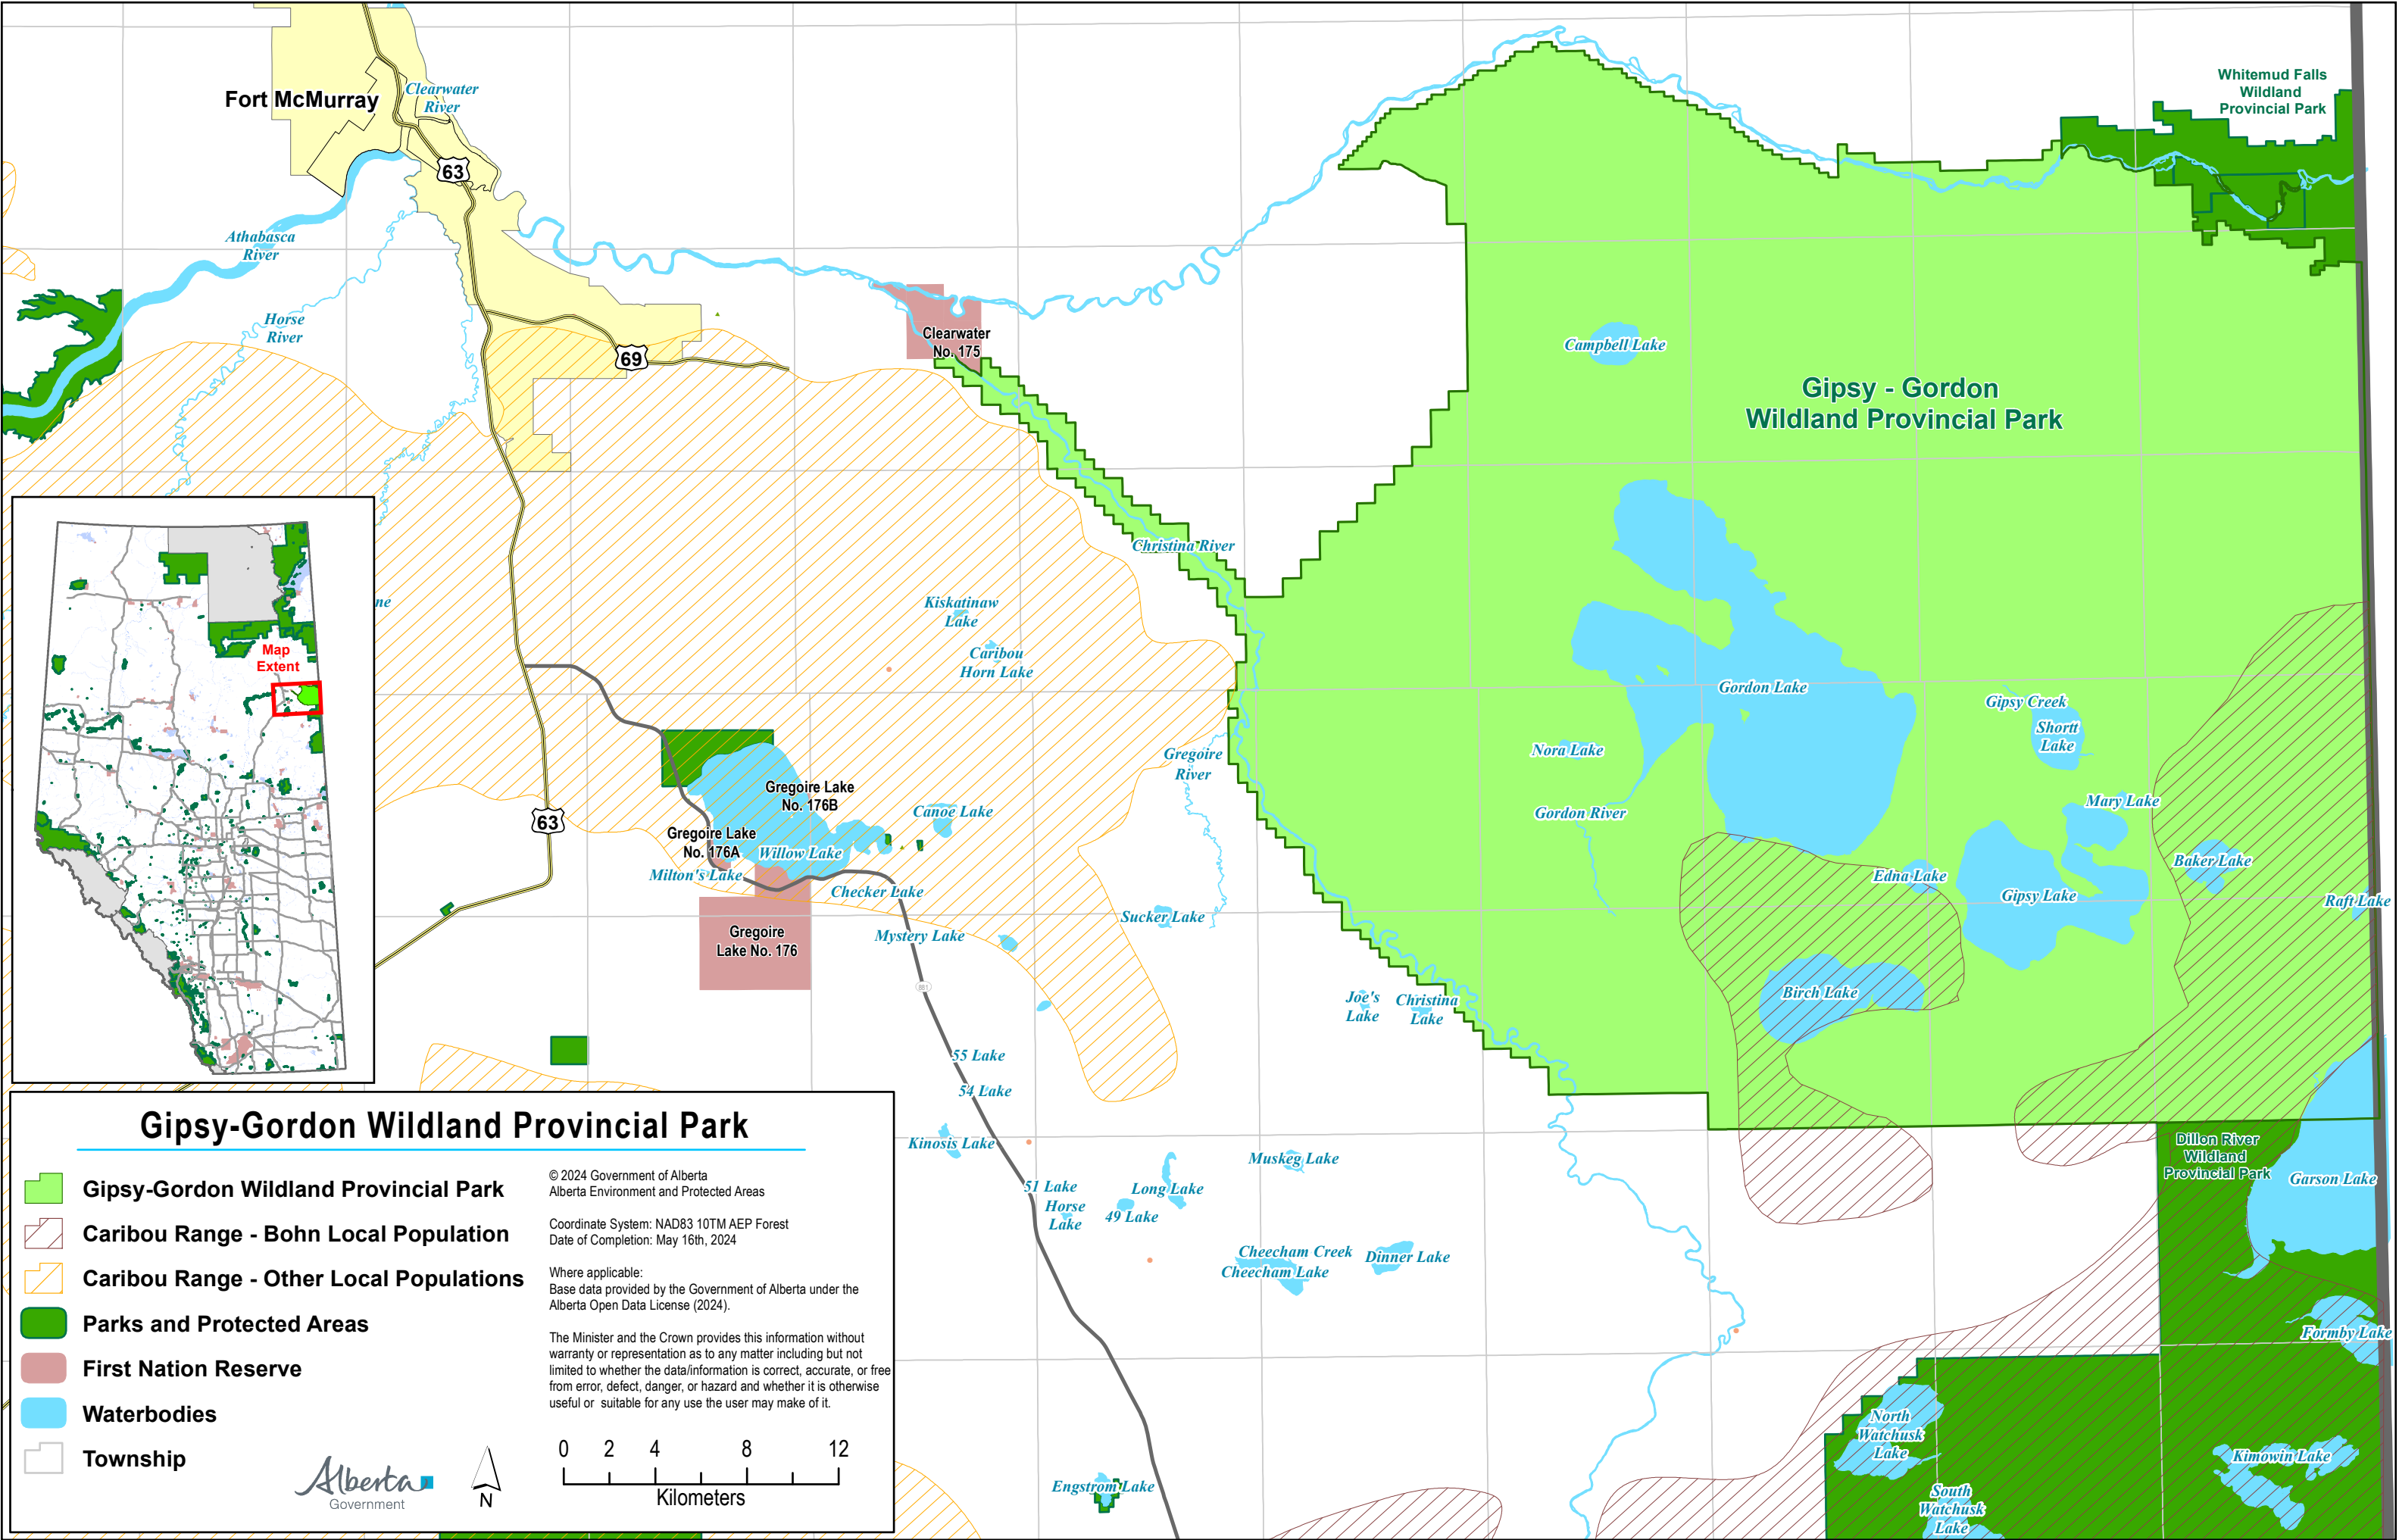 Fort McMurray
Clearwater
River
63
Athabasca
River
Horse
River
69
Clearwater
No. 175
Whitemud Falls
Wildland
Provincial Park
Campbell Lake
Gipsy - Gordon
Wildland Provincial Park
Christina River
Kiskatinaw
Lake
Caribou
Horn Lake
ne
Map
Extent
Gordon Lake
Gipsy Creek
Shortt
Lake
Nora Lake
Gregoire
River
Gordon River
Mary Lake
Gregoire Lake
No. 176B
Canoe Lake
63
Gregoire Lake
No. 176A
Willow Lake
Milton's Lake
Checker Lake
Baker Lake
Edna Lake
Gipsy Lake
Raft Lake
Sucker Lake
Mystery Lake
Gregoire
Lake No. 176
881
Birch Lake
Joe's
Lake
Christina
Lake
55 Lake
54 Lake
Kinosis Lake
Muskeg Lake
51 Lake
Horse
Lake
Long Lake
49 Lake
Cheecham Creek
Cheecham Lake
Dinner Lake
Dillon River
Wildland
Provincial Park
Garson Lake
Formby Lake
North
Watchusk
Lake
Kimowin Lake
South
Watchusk
Lake
Engstrom Lake
Gipsy-Gordon Wildland Provincial Park
Gipsy-Gordon Wildland Provincial Park
Caribou Range - Bohn Local Population
Caribou Range - Other Local Populations
Parks and Protected Areas
First Nation Reserve
Waterbodies
Township
© 2024 Government of Alberta
Alberta Environment and Protected Areas
Coordinate System: NAD83 10TM AEP Forest
Date of Completion: May 16th, 2024
Where applicable:
Base data provided by the Government of Alberta under the
Alberta Open Data License (2024).
The Minister and the Crown provides this information without
warranty or representation as to any matter including but not
limited to whether the data/information is correct, accurate, or free
from error, defect, danger, or hazard and whether it is otherwise
useful or suitable for any use the user may make of it.
Alberta
Government
N
0 2 4 8 12
Kilometers